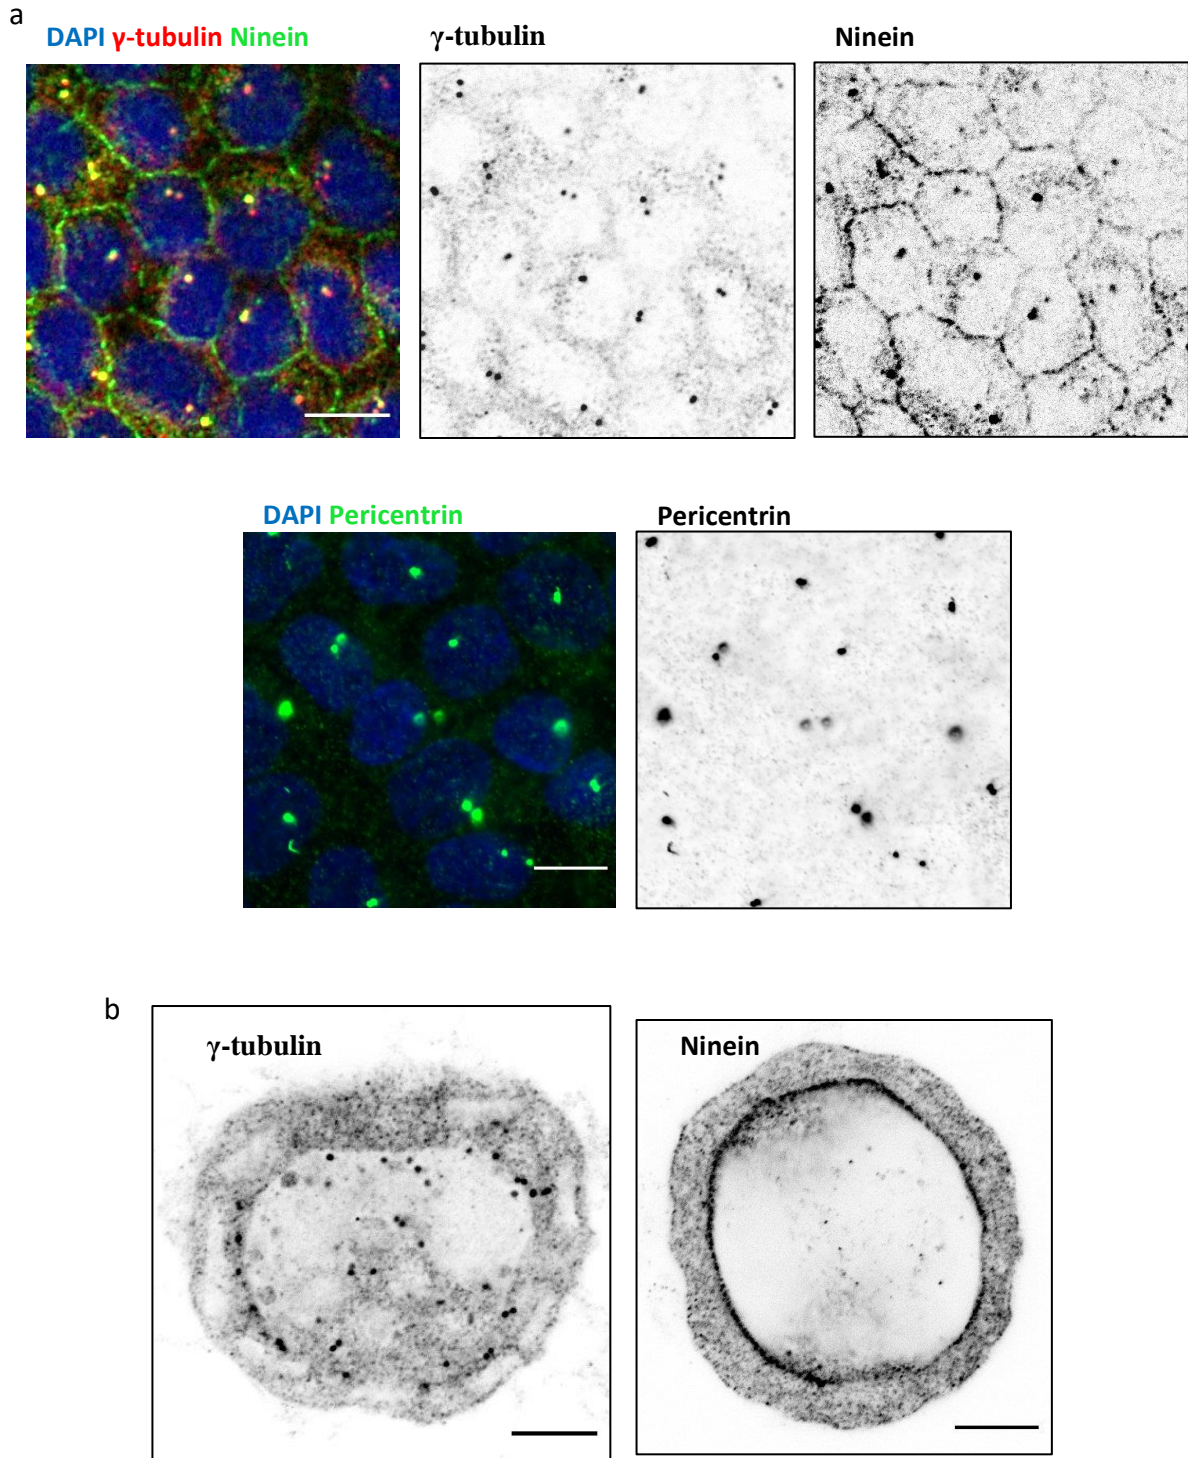 a
DAPI γ-tubulin Ninein
γ-tubulin
Ninein
DAPI Pericentrin
Pericentrin
b
γ-tubulin
Ninein